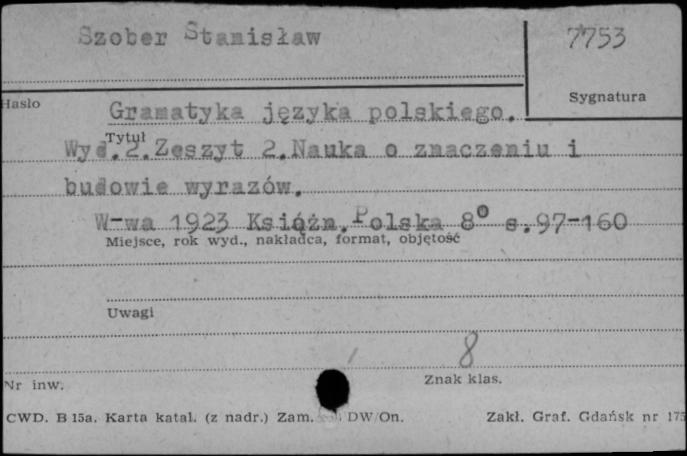 Szober Stanisław
7753
Hasło
Sygnatura
Gramatyka języka polskiego.
Tytuł
Wyd.2.Zeszyt 2.Nauka o znaczeniu i
budowie wyrazów.
W-wa 1923 Książn.Polska 8° s.97-160
Miejsce, rok wyd., nakładca, format, objętość
Uwagi
8
Nr inw.
Znak klas.
CWD. B 15a. Karta katal. (z nadr.) Zam. DW/On.
Zakł. Graf. Gdańsk nr 175